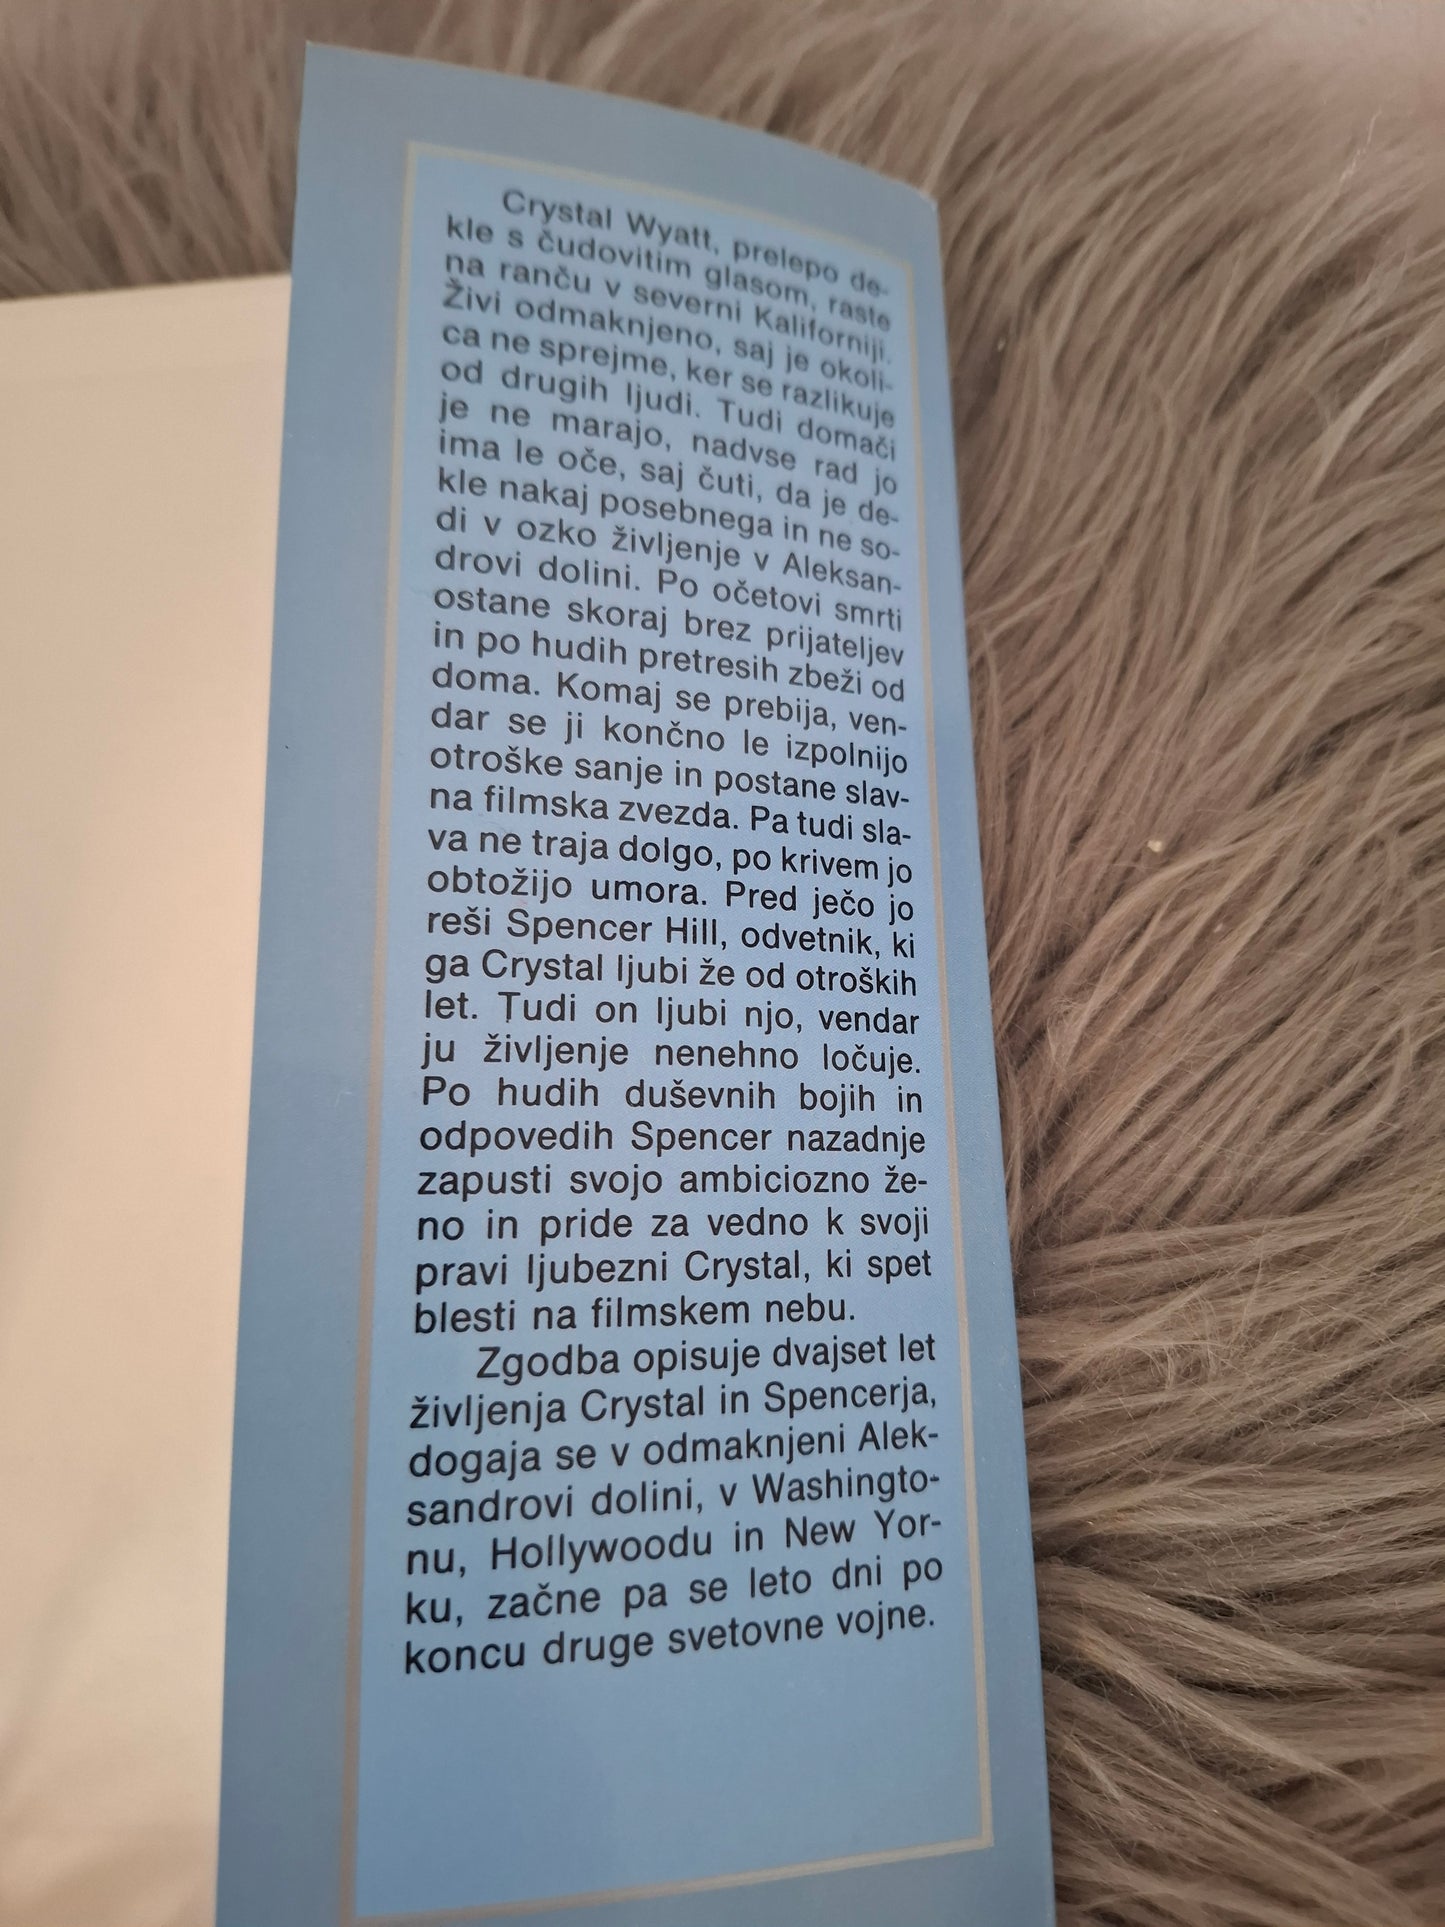 Crystal Wyatt, prelepo de-
kle s čudovitim glasom, raste
na ranču v severni Kaliforniji.
Živi odmaknjeno, saj je okoli-
ca ne sprejme, ker se razlikuje
od drugih ljudi. Tudi domači
je ne marajo, nadvse rad jo
ima le oče, saj čuti, da je de-
kle nakaj posebnega in ne so-
di v ozko življenje v Aleksan-
drovi dolini. Po očetovi smrti
ostane skoraj brez prijateljev
in po hudih pretresih zbeži od
doma. Komaj se prebija, ven-
dar se ji končno le izpolnijo
otroške sanje in postane slav-
na filmska zvezda. Pa tudi sla-
va ne traja dolgo, po krivem jo
obtožijo umora. Pred ječo jo
reši Spencer Hill, odvetnik, ki
ga Crystal ljubi že od otroških
let. Tudi on ljubi njo, vendar
ju življenje nenehno ločuje.
Po hudih duševnih bojih in
odpovedih Spencer nazadnje
zapusti svojo ambiciozno že-
no in pride za vedno k svoji
pravi ljubezni Crystal, ki spet
blesti na filmskem nebu.
Zgodba opisuje dvajset let
življenja Crystal in Spencerja,
dogaja se v odmaknjeni Alek-
sandrovi dolini, v Washingto-
nu, Hollywoodu in New Yor-
ku, začne pa se leto dni po
koncu druge svetovne vojne.